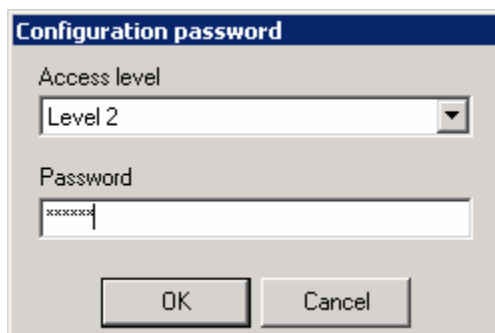 Configuration password
Access level
Level 2
Password
******
OK
Cancel